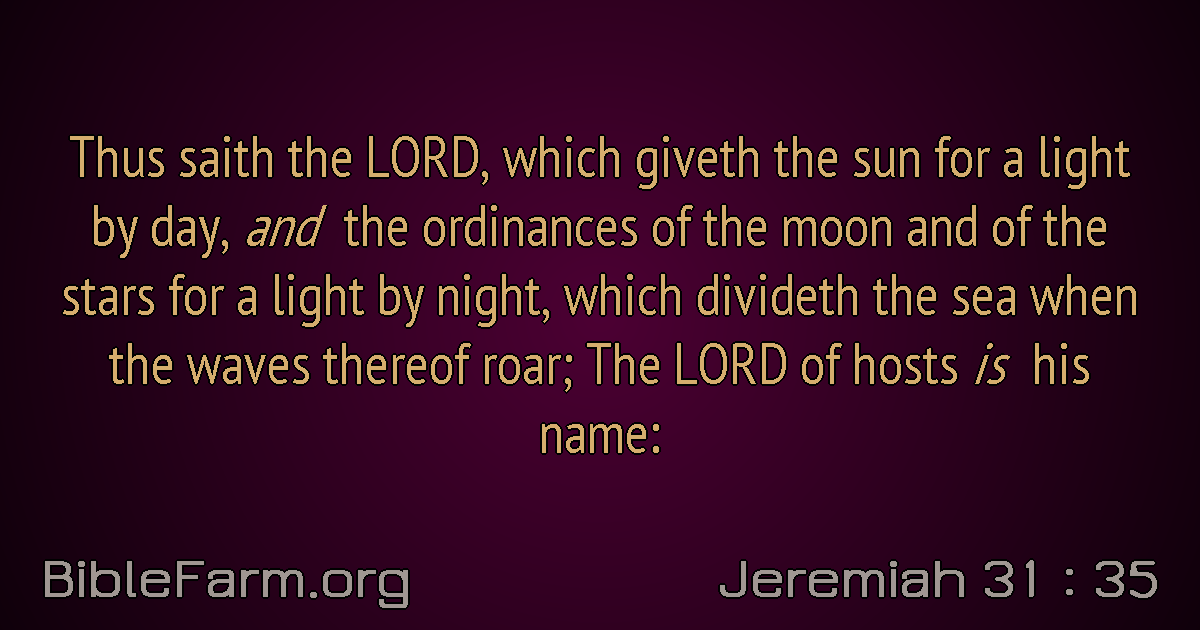 Thus saith the LORD, which giveth the sun for a light
by day, and the ordinances of the moon and of the
stars for a light by night, which divideth the sea when
the waves thereof roar; The LORD of hosts is his
name:
BibleFarm.org
Jeremiah 31 : 35